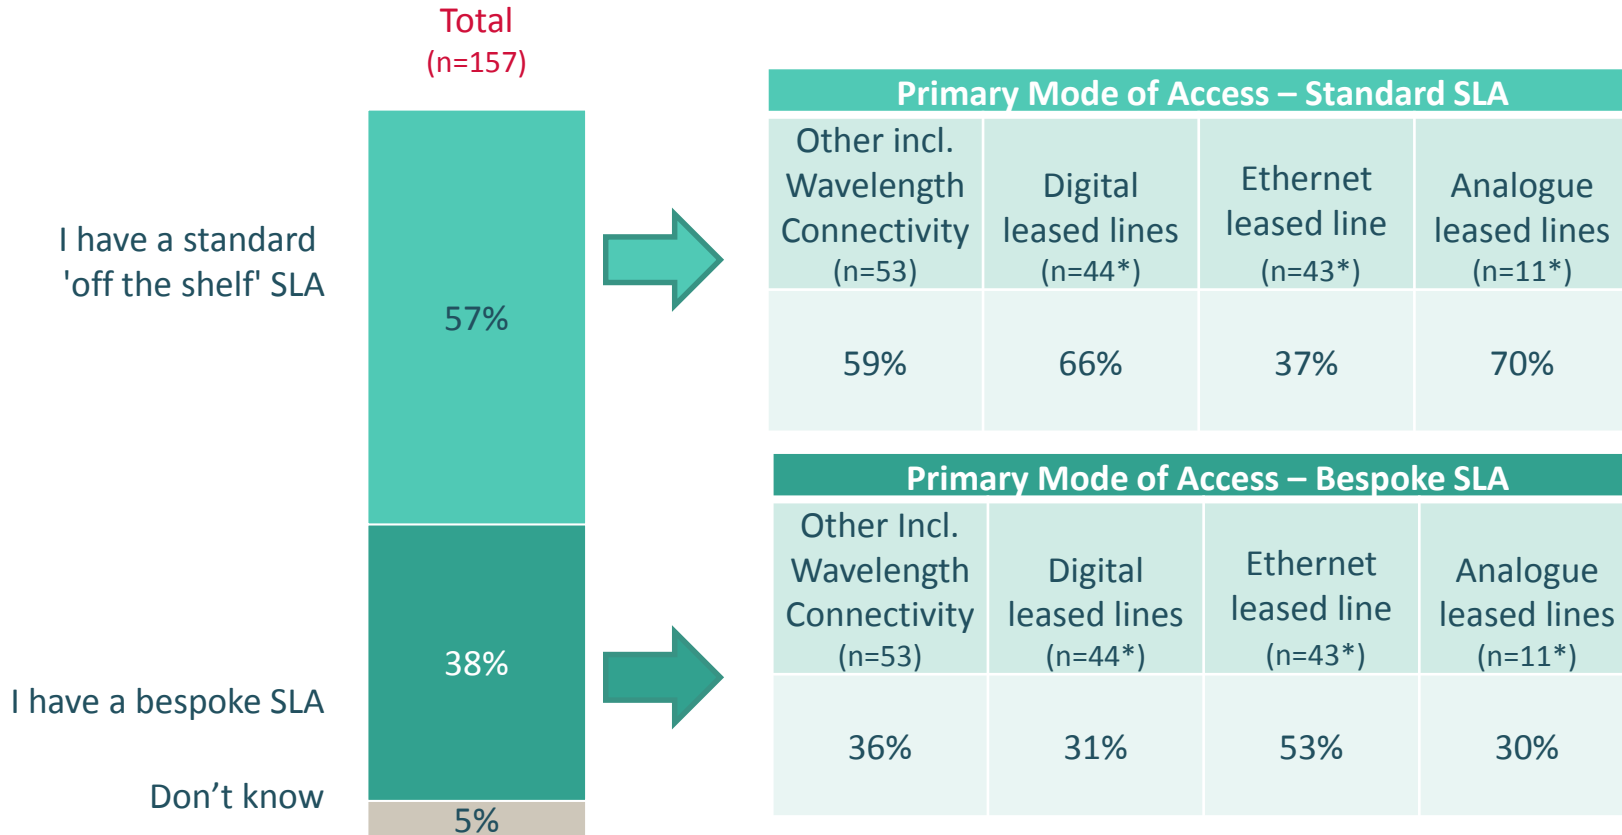 Total
(n=157)
I have a standard
'off the shelf' SLA
57%
I have a bespoke SLA
38%
Don’t know
5%
Primary Mode of Access – Standard SLA
Other incl.
Wavelength
Connectivity
(n=53)
Digital
leased lines
(n=44*)
Ethernet
leased line
(n=43*)
Analogue
leased lines
(n=11*)
59%
66%
37%
70%
Primary Mode of Access – Bespoke SLA
Other Incl.
Wavelength
Connectivity
(n=53)
Digital
leased lines
(n=44*)
Ethernet
leased line
(n=43*)
Analogue
leased lines
(n=11*)
36%
31%
53%
30%